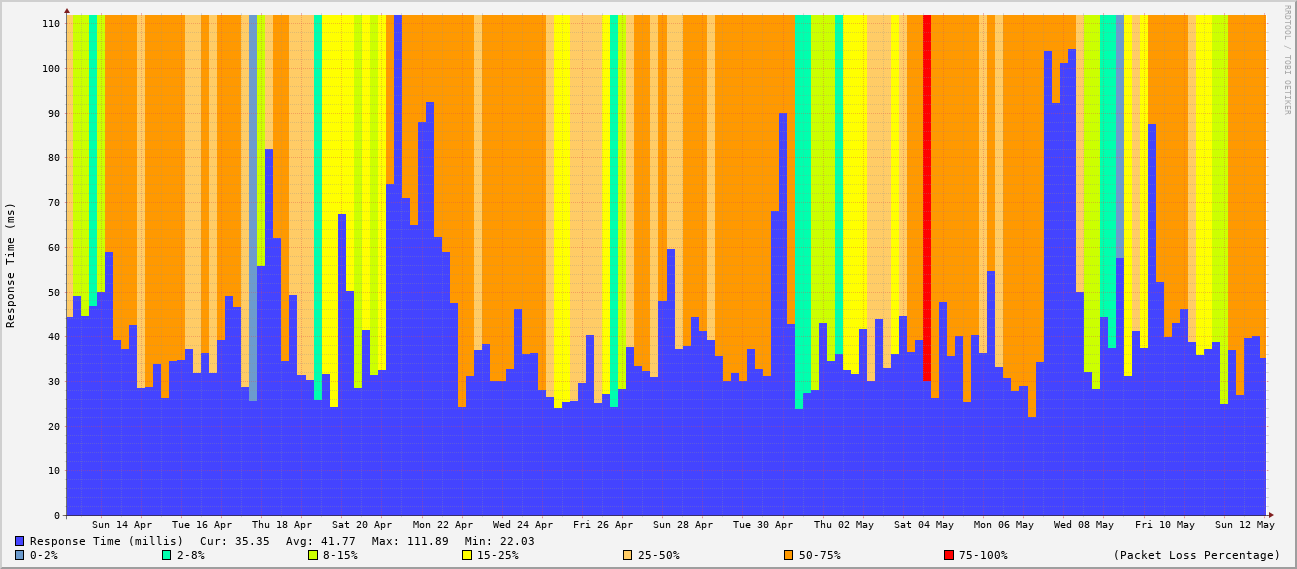 RRDTOOL / TOBI OETIKER
Response Time (ms)
110
100
90
80
70
60
50
40
30
20
10
0
Sun 14 Apr Tue 16 Apr Thu 18 Apr Sat 20 Apr Mon 22 Apr Wed 24 Apr Fri 26 Apr Sun 28 Apr Tue 30 Apr Thu 02 May Sat 04 May Mon 06 May Wed 08 May Fri 10 May Sun 12 May
Response Time (millis) Cur: 35.35 Avg: 41.77 Max: 111.89 Min: 22.03
0-2% 2-8% 8-15% 15-25% 25-50% 50-75% 75-100% (Packet Loss Percentage)